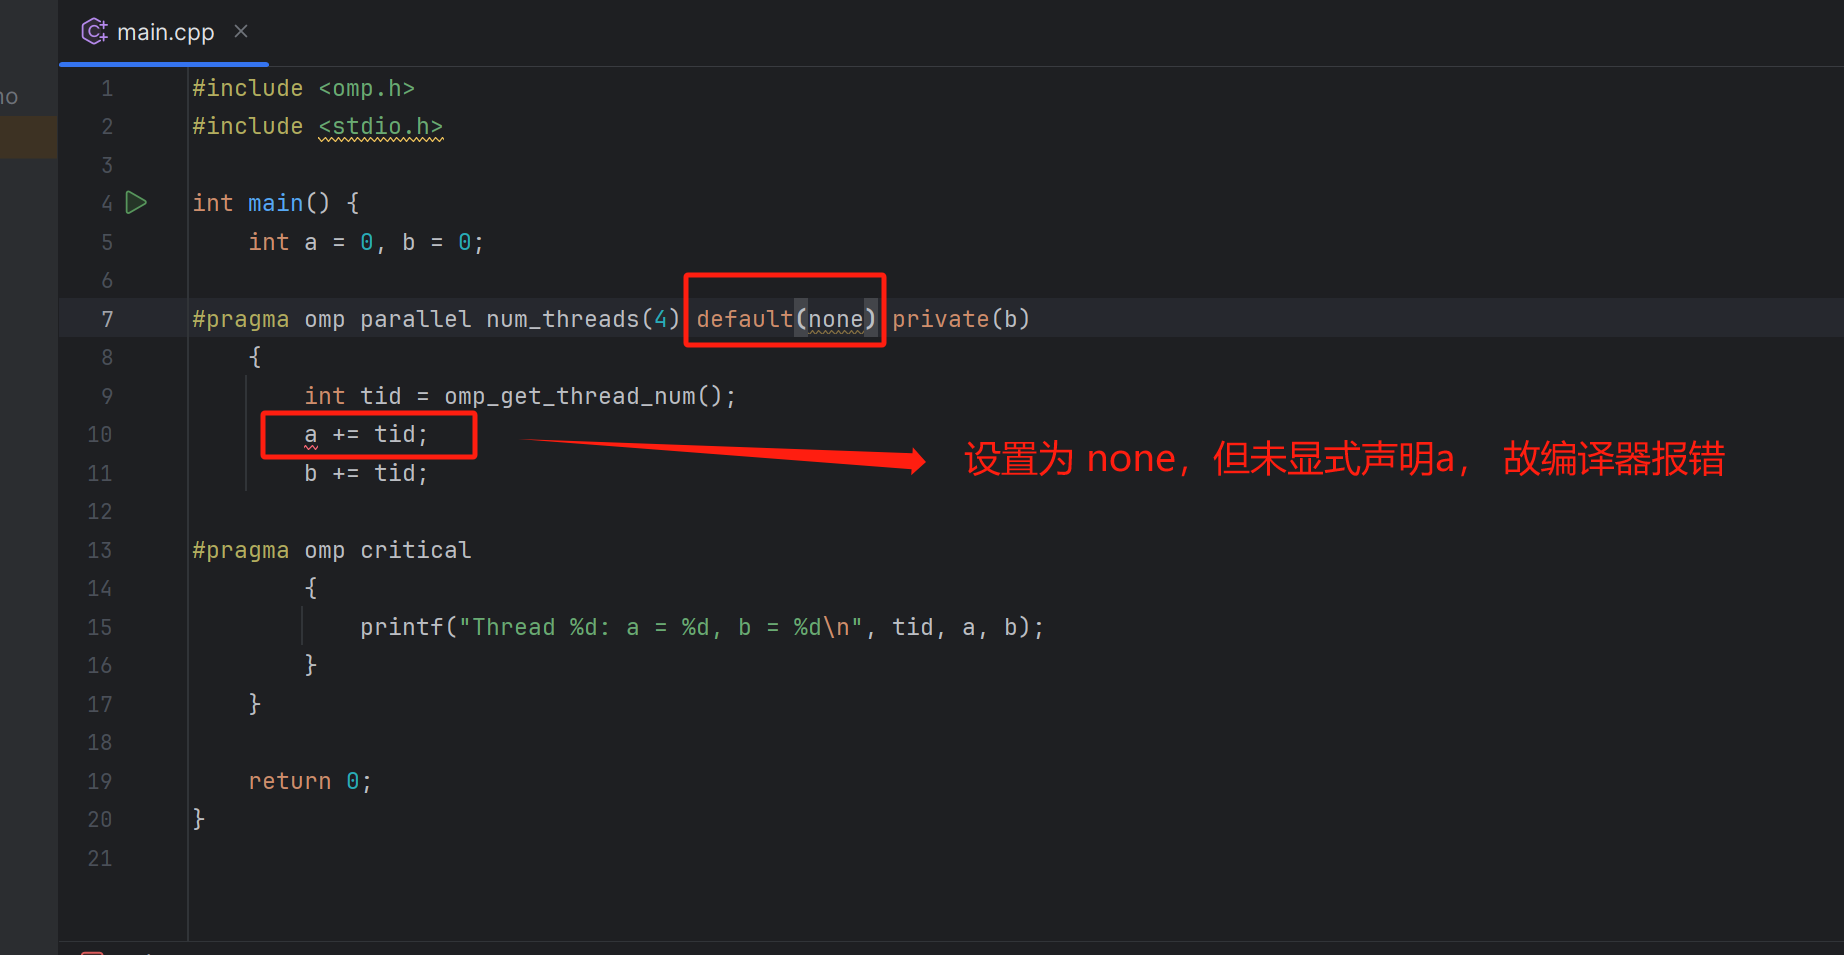 main.cpp ×
1 #include <omp.h>
2 #include <stdio.h>
3
4 int main() {
5 int a = 0, b = 0;
6
7 #pragma omp parallel num_threads(4) default(none) private(b)
8 {
9 int tid = omp_get_thread_num();
10 a += tid;
设置为 none，但未显式声明a， 故编译器报错
11 b += tid;
12
13 #pragma omp critical
14 {
15 printf("Thread %d: a = %d, b = %d\n", tid, a, b);
16 }
17 }
18
19 return 0;
20 }
21